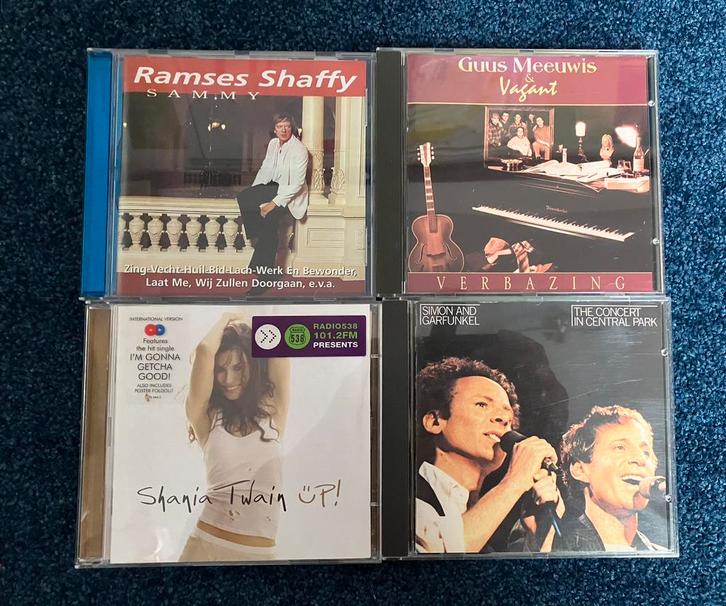 Ramses Shaffy
SAMMY
Zing-Vecht-Huil-Bid-Lach-Werk En Bewonder,
Laat Me, Wij Zullen Doorgaan, e.v.a.
Guus Meeuwis
&
Vagant
VERBAZING
INTERNATIONAL VERSION
Features
the hit single
I'M GONNA
GETCHA
GOOD!
ALSO INCLUDES
POSTER FOLDOUT
RADIO 538
RADIO538
101.2FM
PRESENTS
Shania Twain UP!
SIMON AND
GARFUNKEL
THE CONCERT
IN CENTRAL PARK